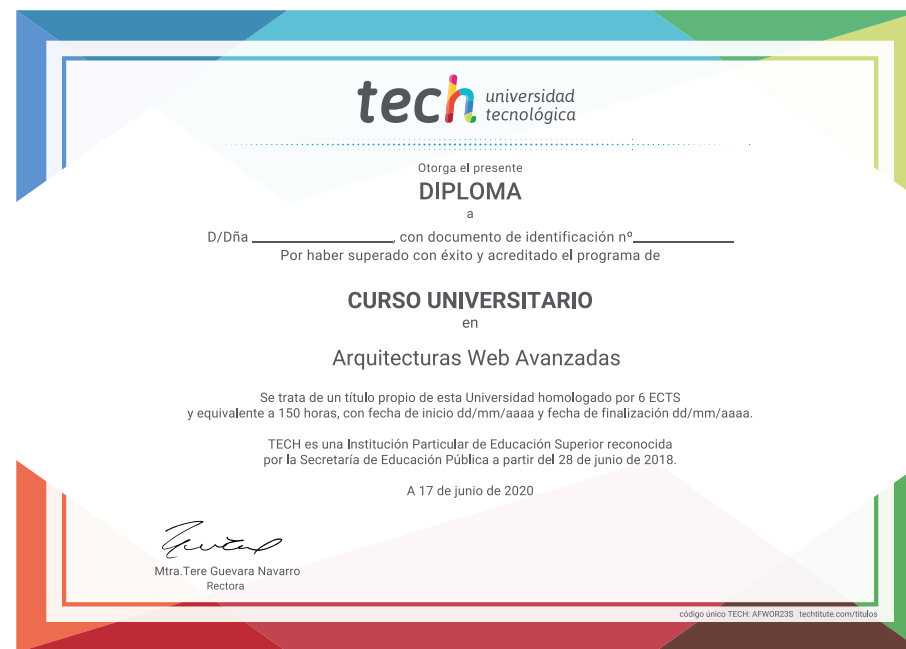 tech universidad
tecnológica
Otorga el presente
DIPLOMA
a
D/Dña ____________________, con documento de identificación nº______________
Por haber superado con éxito y acreditado el programa de
CURSO UNIVERSITARIO
en
Arquitecturas Web Avanzadas
Se trata de un título propio de esta Universidad homologado por 6 ECTS
y equivalente a 150 horas, con fecha de inicio dd/mm/aaaa y fecha de finalización dd/mm/aaaa.
TECH es una Institución Particular de Educación Superior reconocida
por la Secretaría de Educación Pública a partir del 28 de junio de 2018.
A 17 de junio de 2020
Mtra.Tere Guevara Navarro
Rectora
código único TECH: AFWOR23S techtitute.com/titulos